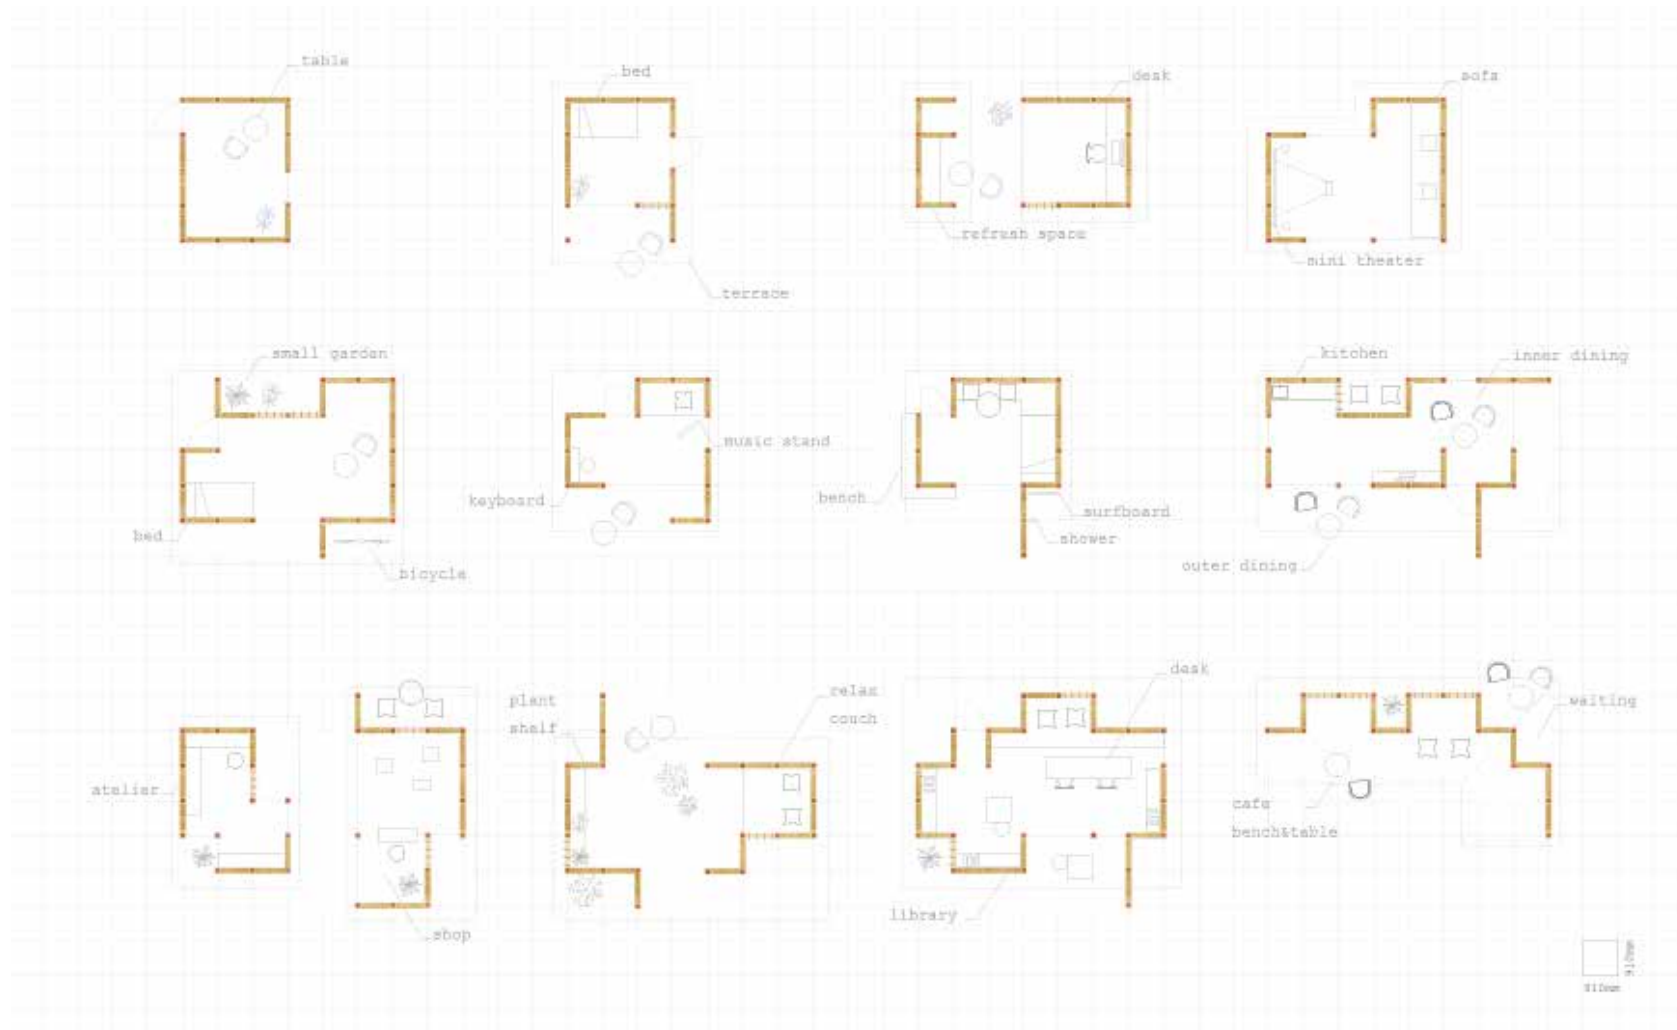 table
bed
desk
sofa
refresh space
mini theater
terrace
small garden
kitchen
inner dining
music stand
keyboard
bench
surfboard
shower
bed
outer dining
bicycle
desk
plant
shelf
relax
couch
waiting
atelier
cafe
bench&table
library
shop
910mm
910mm